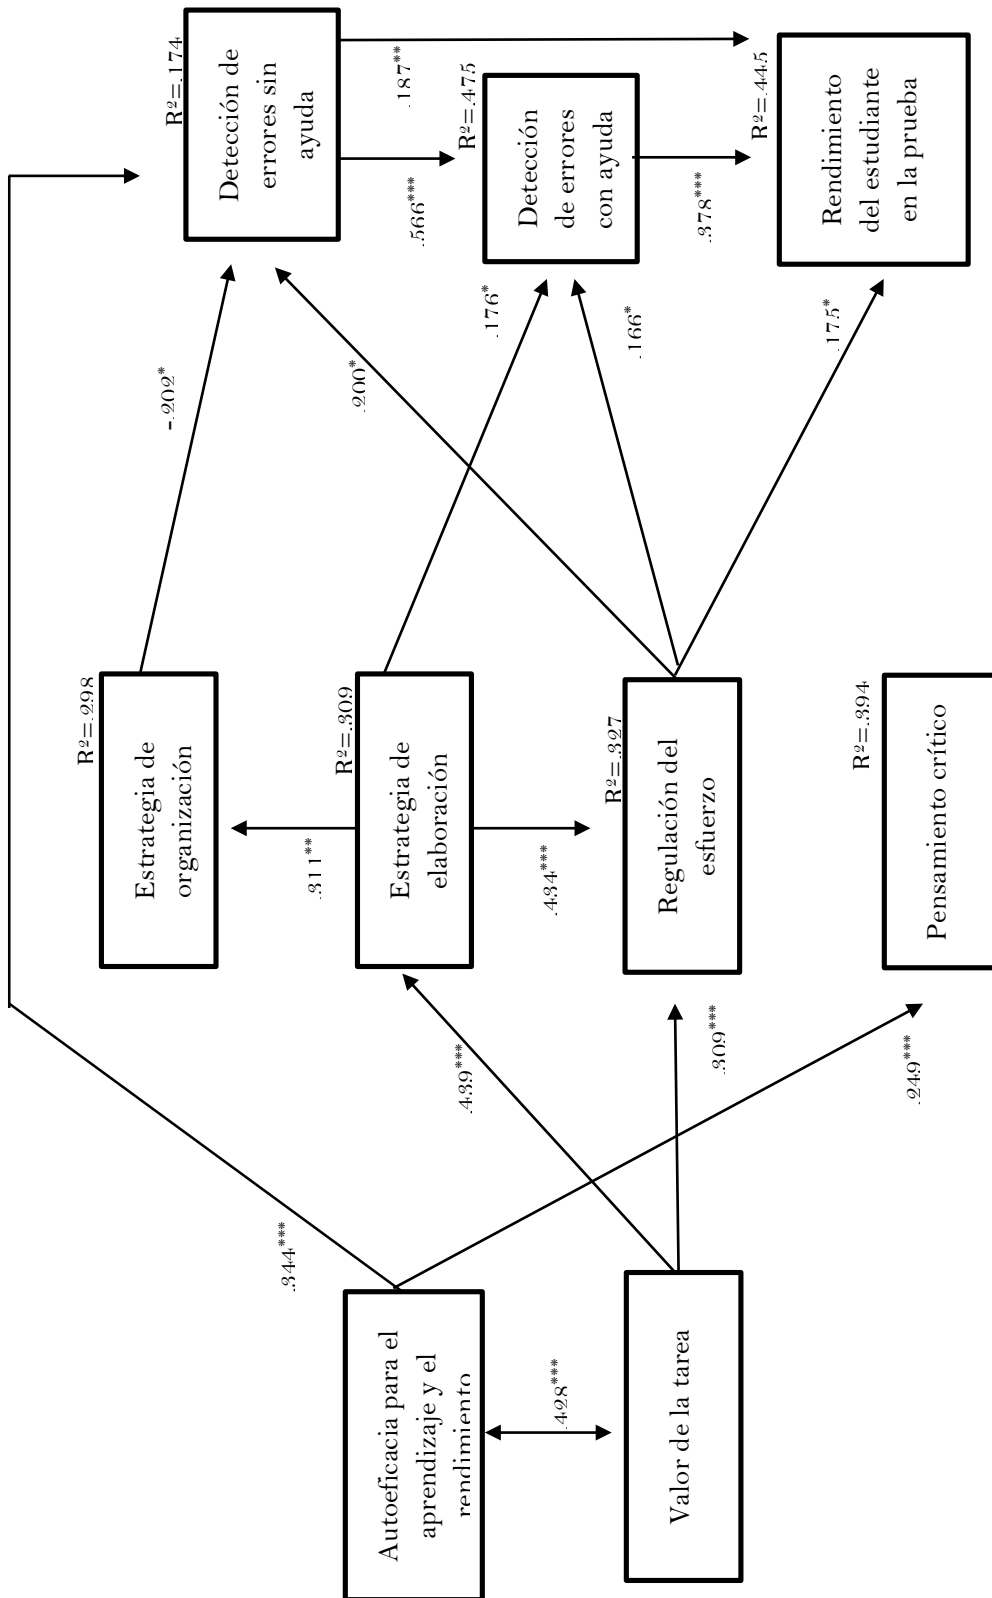 Autoeficacia para el
aprendizaje y el
rendimiento
.428***
Valor de la tarea
.344***
.439***
.309***
.249***
R²=.298
Estrategia de
organización
.311**
R²=.309
Estrategia de
elaboración
.434***
R²=.327
Regulación del
esfuerzo
R²=.394
Pensamiento crítico
-.202*
.200*
.176*
.166*
.175*
R²=.174
Detección de
errores sin
ayuda
.187**
.566***
R²=.475
Detección
de errores
con ayuda
.378***
R²=.445
Rendimiento
del estudiante
en la prueba